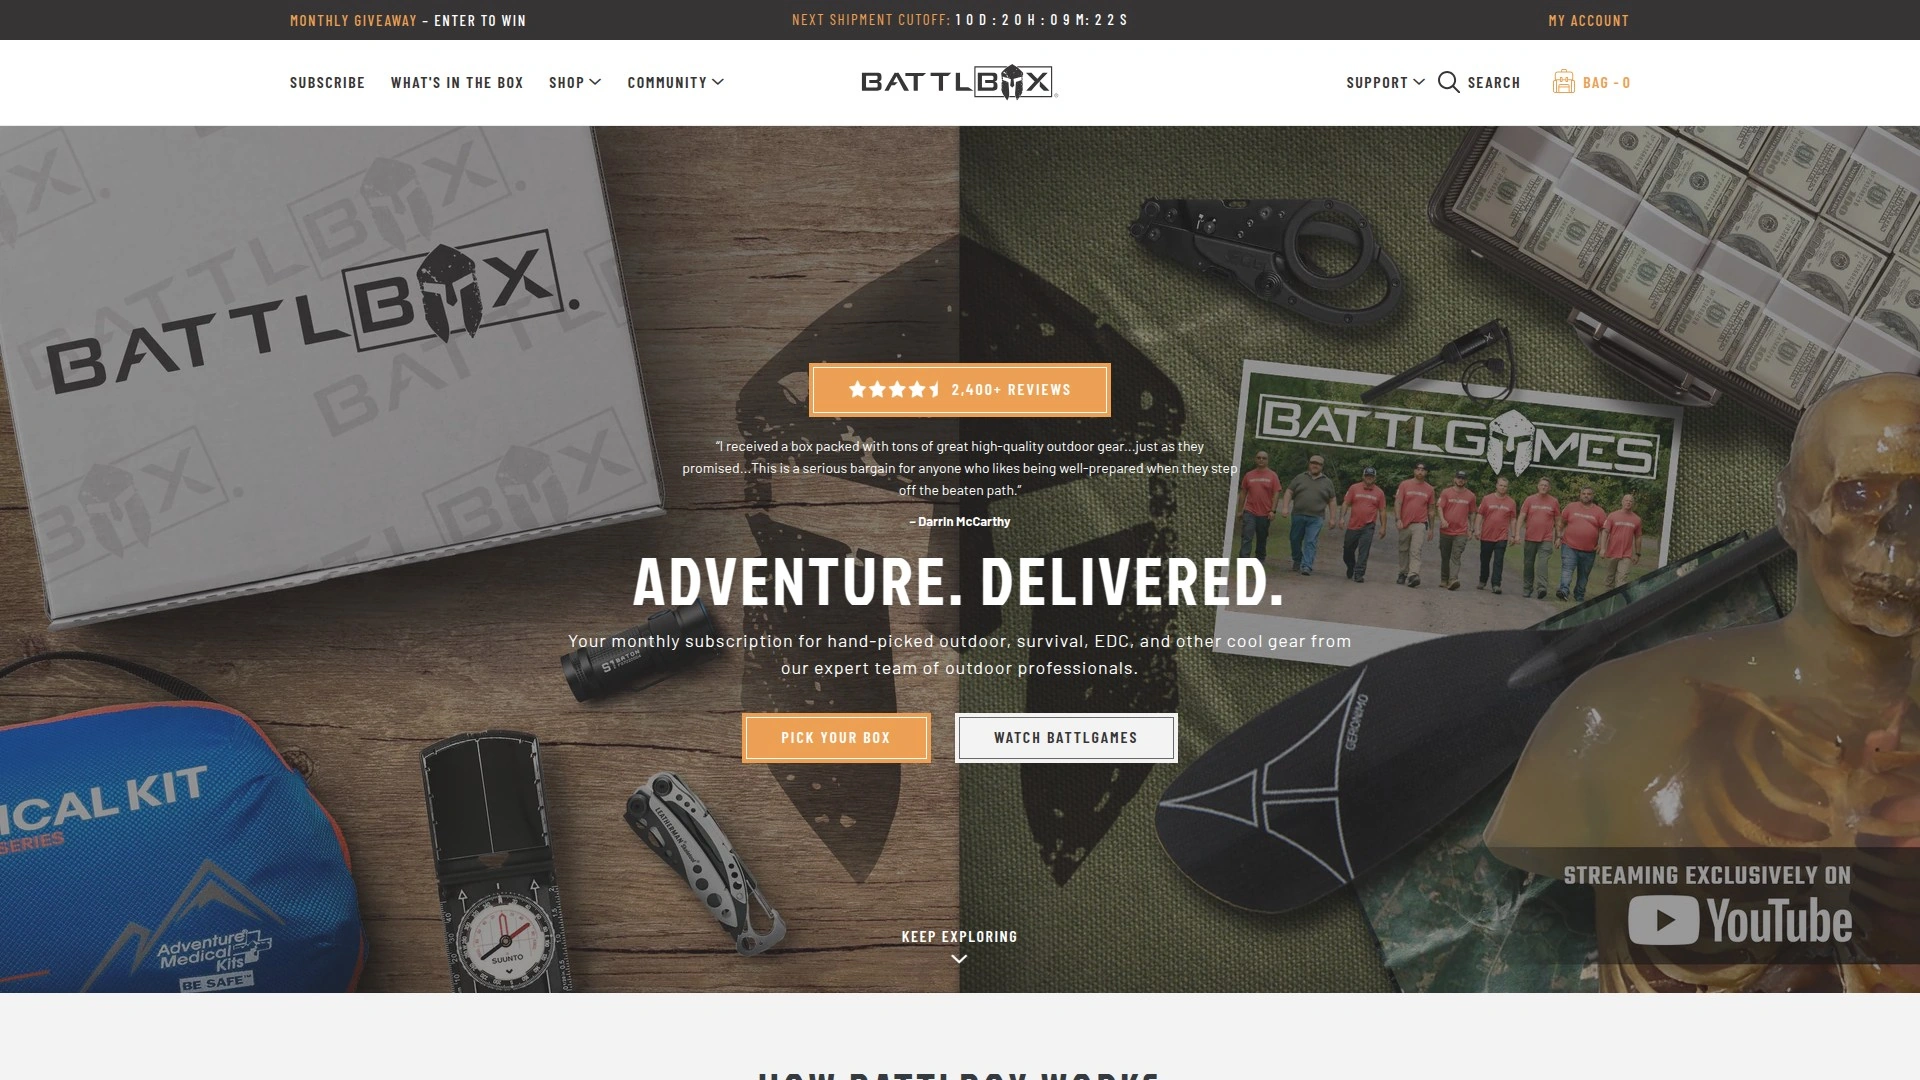 MONTHLY GIVEAWAY – ENTER TO WIN
NEXT SHIPMENT CUTOFF: 10D:20H:09M:22S
MY ACCOUNT
SUBSCRIBE
WHAT'S IN THE BOX
SHOP
COMMUNITY
BATTLBOX
SUPPORT
SEARCH
BAG - 0
BATTLBOX.
BATTLGAMES
2,400+ REVIEWS
“I received a box packed with tons of great high-quality outdoor gear...just as they
promised...This is a serious bargain for anyone who likes being well-prepared when they step
off the beaten path.”
– Darrin McCarthy
ADVENTURE. DELIVERED.
Your monthly subscription for hand-picked outdoor, survival, EDC, and other cool gear from
our expert team of outdoor professionals.
S1 BATON
GERONIMO
PICK YOUR BOX
WATCH BATTLGAMES
ICAL KIT
SERIES
LEATHERMAN
Adventure
Medical
Kits
BE SAFE™
SUUNTO
STREAMING EXCLUSIVELY ON
YouTube
KEEP EXPLORING
HOW BATTLBOX WORKS